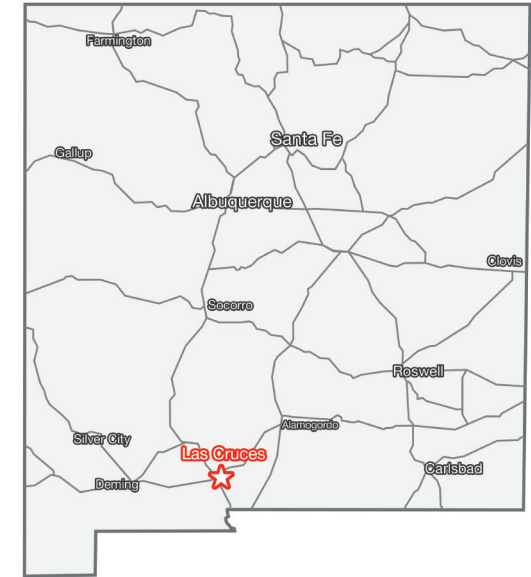 Farmington
Santa Fe
Gallup
Albuquerque
Clovis
Socorro
Roswell
Alamogordo
Silver City
Las Cruces
Carlsbad
Deming